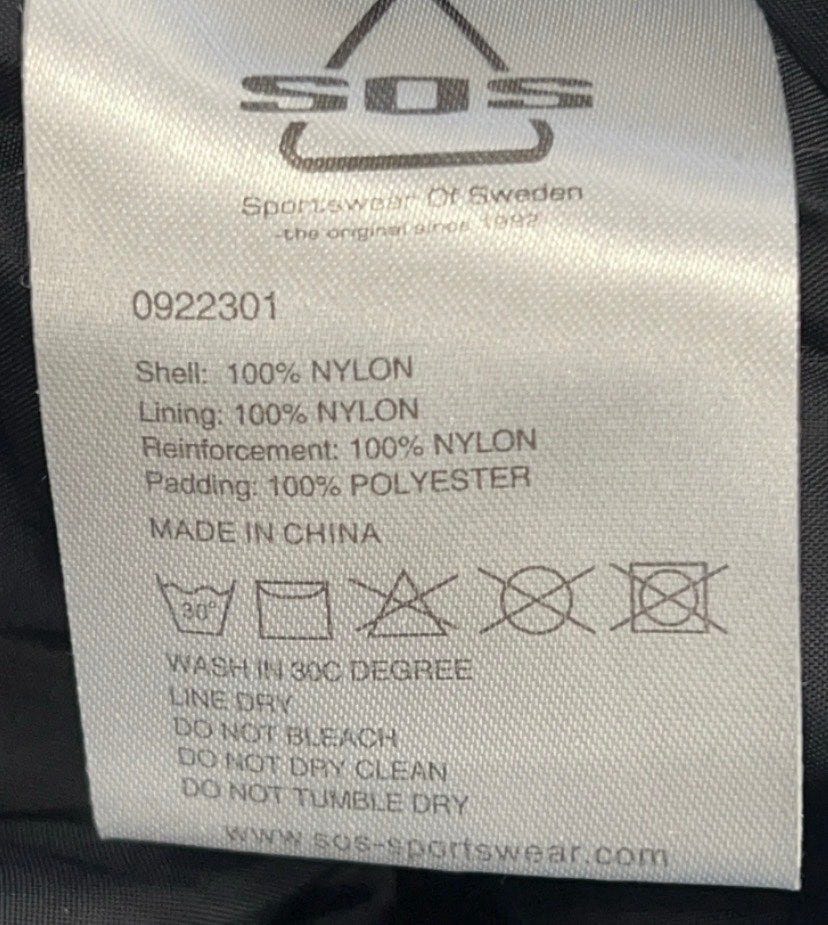 SOS
Sportswear Of Sweden
-the original since 1992
0922301
Shell: 100% NYLON
Lining: 100% NYLON
Reinforcement: 100% NYLON
Padding: 100% POLYESTER
MADE IN CHINA
30°
WASH IN 30C DEGREE
LINE DRY
DO NOT BLEACH
DO NOT DRY CLEAN
DO NOT TUMBLE DRY
www.sos-sportswear.com